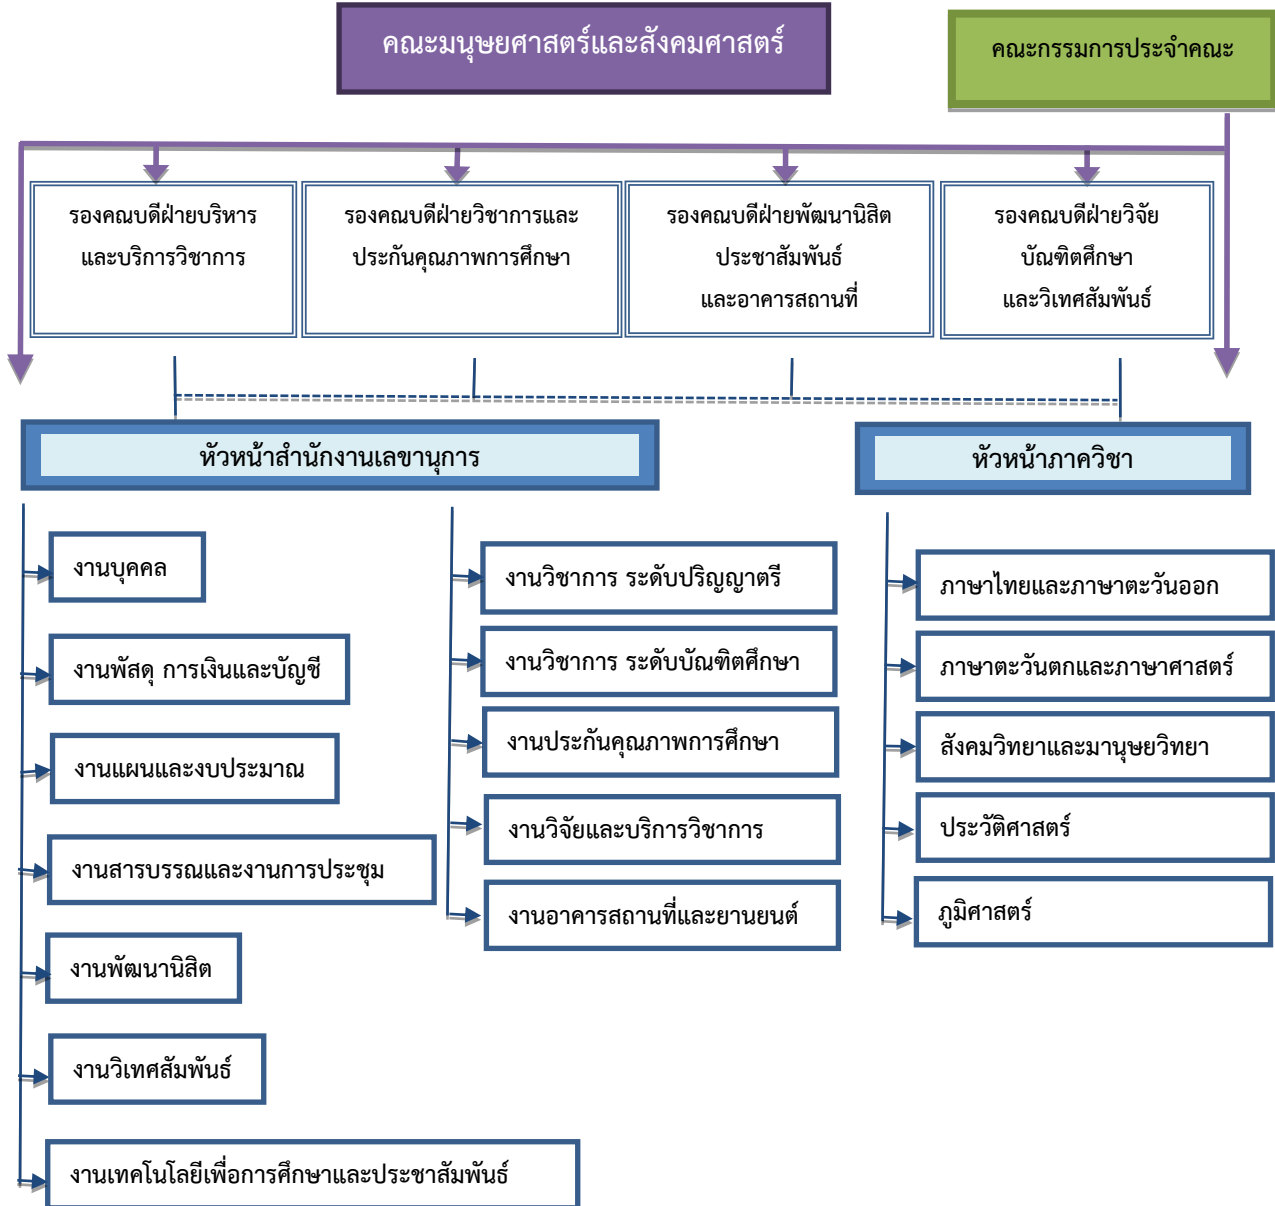 คณะมนุษยศาสตร์และสังคมศาสตร์
คณะกรรมการประจำคณะ
รองคณบดีฝ่ายบริหาร
และบริการวิชาการ
รองคณบดีฝ่ายวิชาการและ
ประกันคุณภาพการศึกษา
รองคณบดีฝ่ายพัฒนานิสิต
ประชาสัมพันธ์
และอาคารสถานที่
รองคณบดีฝ่ายวิจัย
บัณฑิตศึกษา
และวิเทศสัมพันธ์
หัวหน้าสำนักงานเลขานุการ
หัวหน้าภาควิชา
งานบุคคล
งานพัสดุ การเงินและบัญชี
งานแผนและงบประมาณ
งานสารบรรณและงานการประชุม
งานพัฒนานิสิต
งานวิเทศสัมพันธ์
งานเทคโนโลยีเพื่อการศึกษาและประชาสัมพันธ์
งานวิชาการ ระดับปริญญาตรี
งานวิชาการ ระดับบัณฑิตศึกษา
งานประกันคุณภาพการศึกษา
งานวิจัยและบริการวิชาการ
งานอาคารสถานที่และยานยนต์
ภาษาไทยและภาษาตะวันออก
ภาษาตะวันตกและภาษาศาสตร์
สังคมวิทยาและมานุษยวิทยา
ประวัติศาสตร์
ภูมิศาสตร์